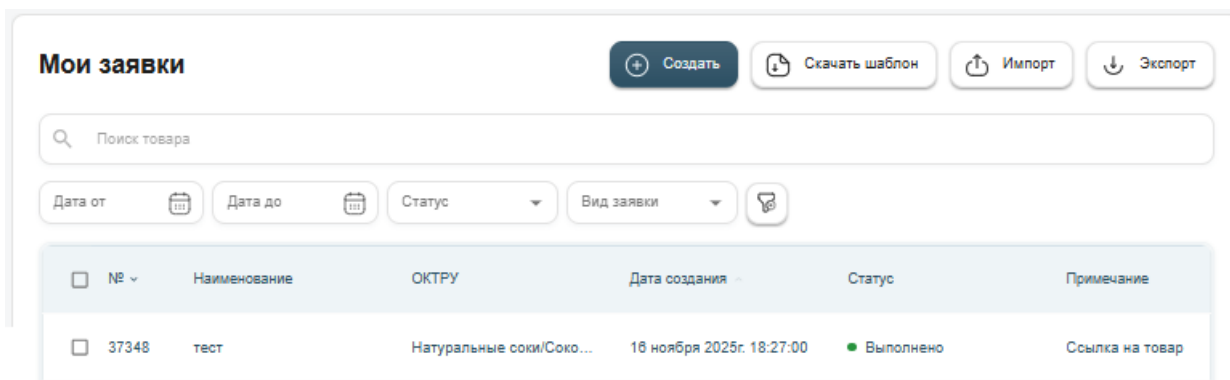 Мои заявки Создать Скачать шаблон Импорт Экспорт
Поиск товара
Дата от Дата до Статус Вид заявки
№ Наименование ОКТРУ Дата создания Статус Примечание
37348 тест Натуральные соки/Соко... 16 ноября 2025г. 18:27:00 Выполнено Ссылка на товар